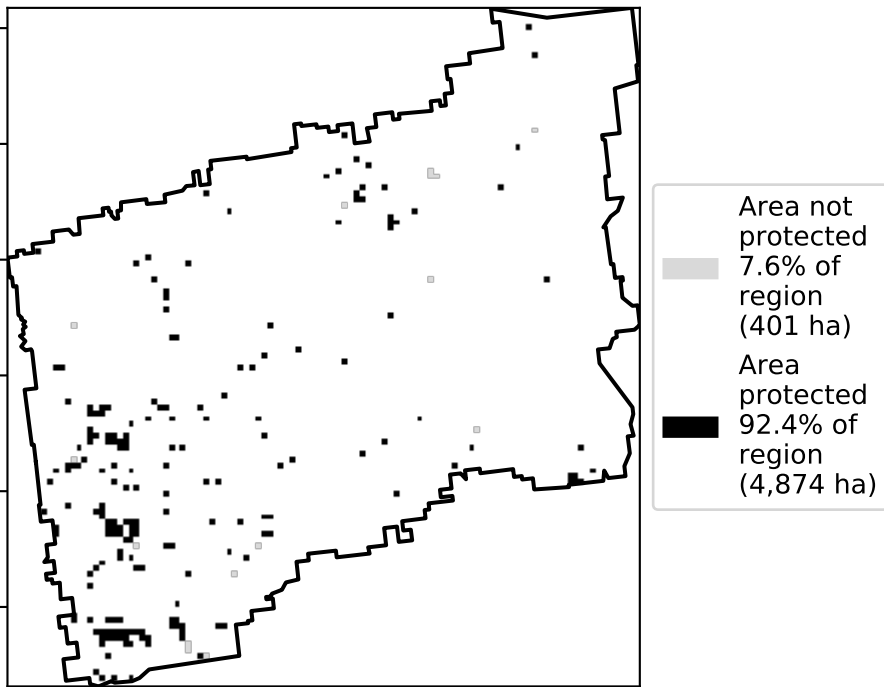 Area not
protected
7.6% of
region
(401 ha)
Area
protected
92.4% of
region
(4,874 ha)